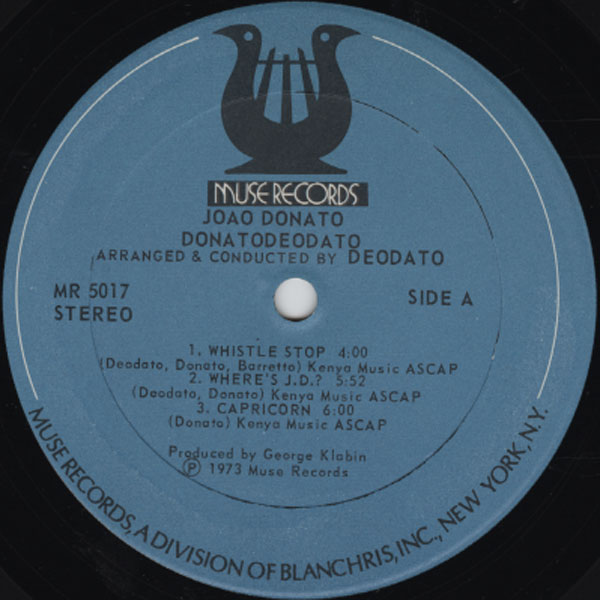 MUSE RECORDS
JOAO DONATO
DONATODEODATO
ARRANGED & CONDUCTED BY DEODATO
MR 5017
STEREO
SIDE A
1. WHISTLE STOP 4:00
(Deodato, Donato, Barretto) Kenya Music ASCAP
2. WHERE'S J.D.? 5:52
(Deodato, Donato) Kenya Music ASCAP
3. CAPRICORN 6:00
(Donato) Kenya Music ASCAP
Produced by George Klabin
Ⓟ 1973 Muse Records
MUSE RECORDS, A DIVISION OF BLANCHRIS, INC., NEW YORK, N.Y.